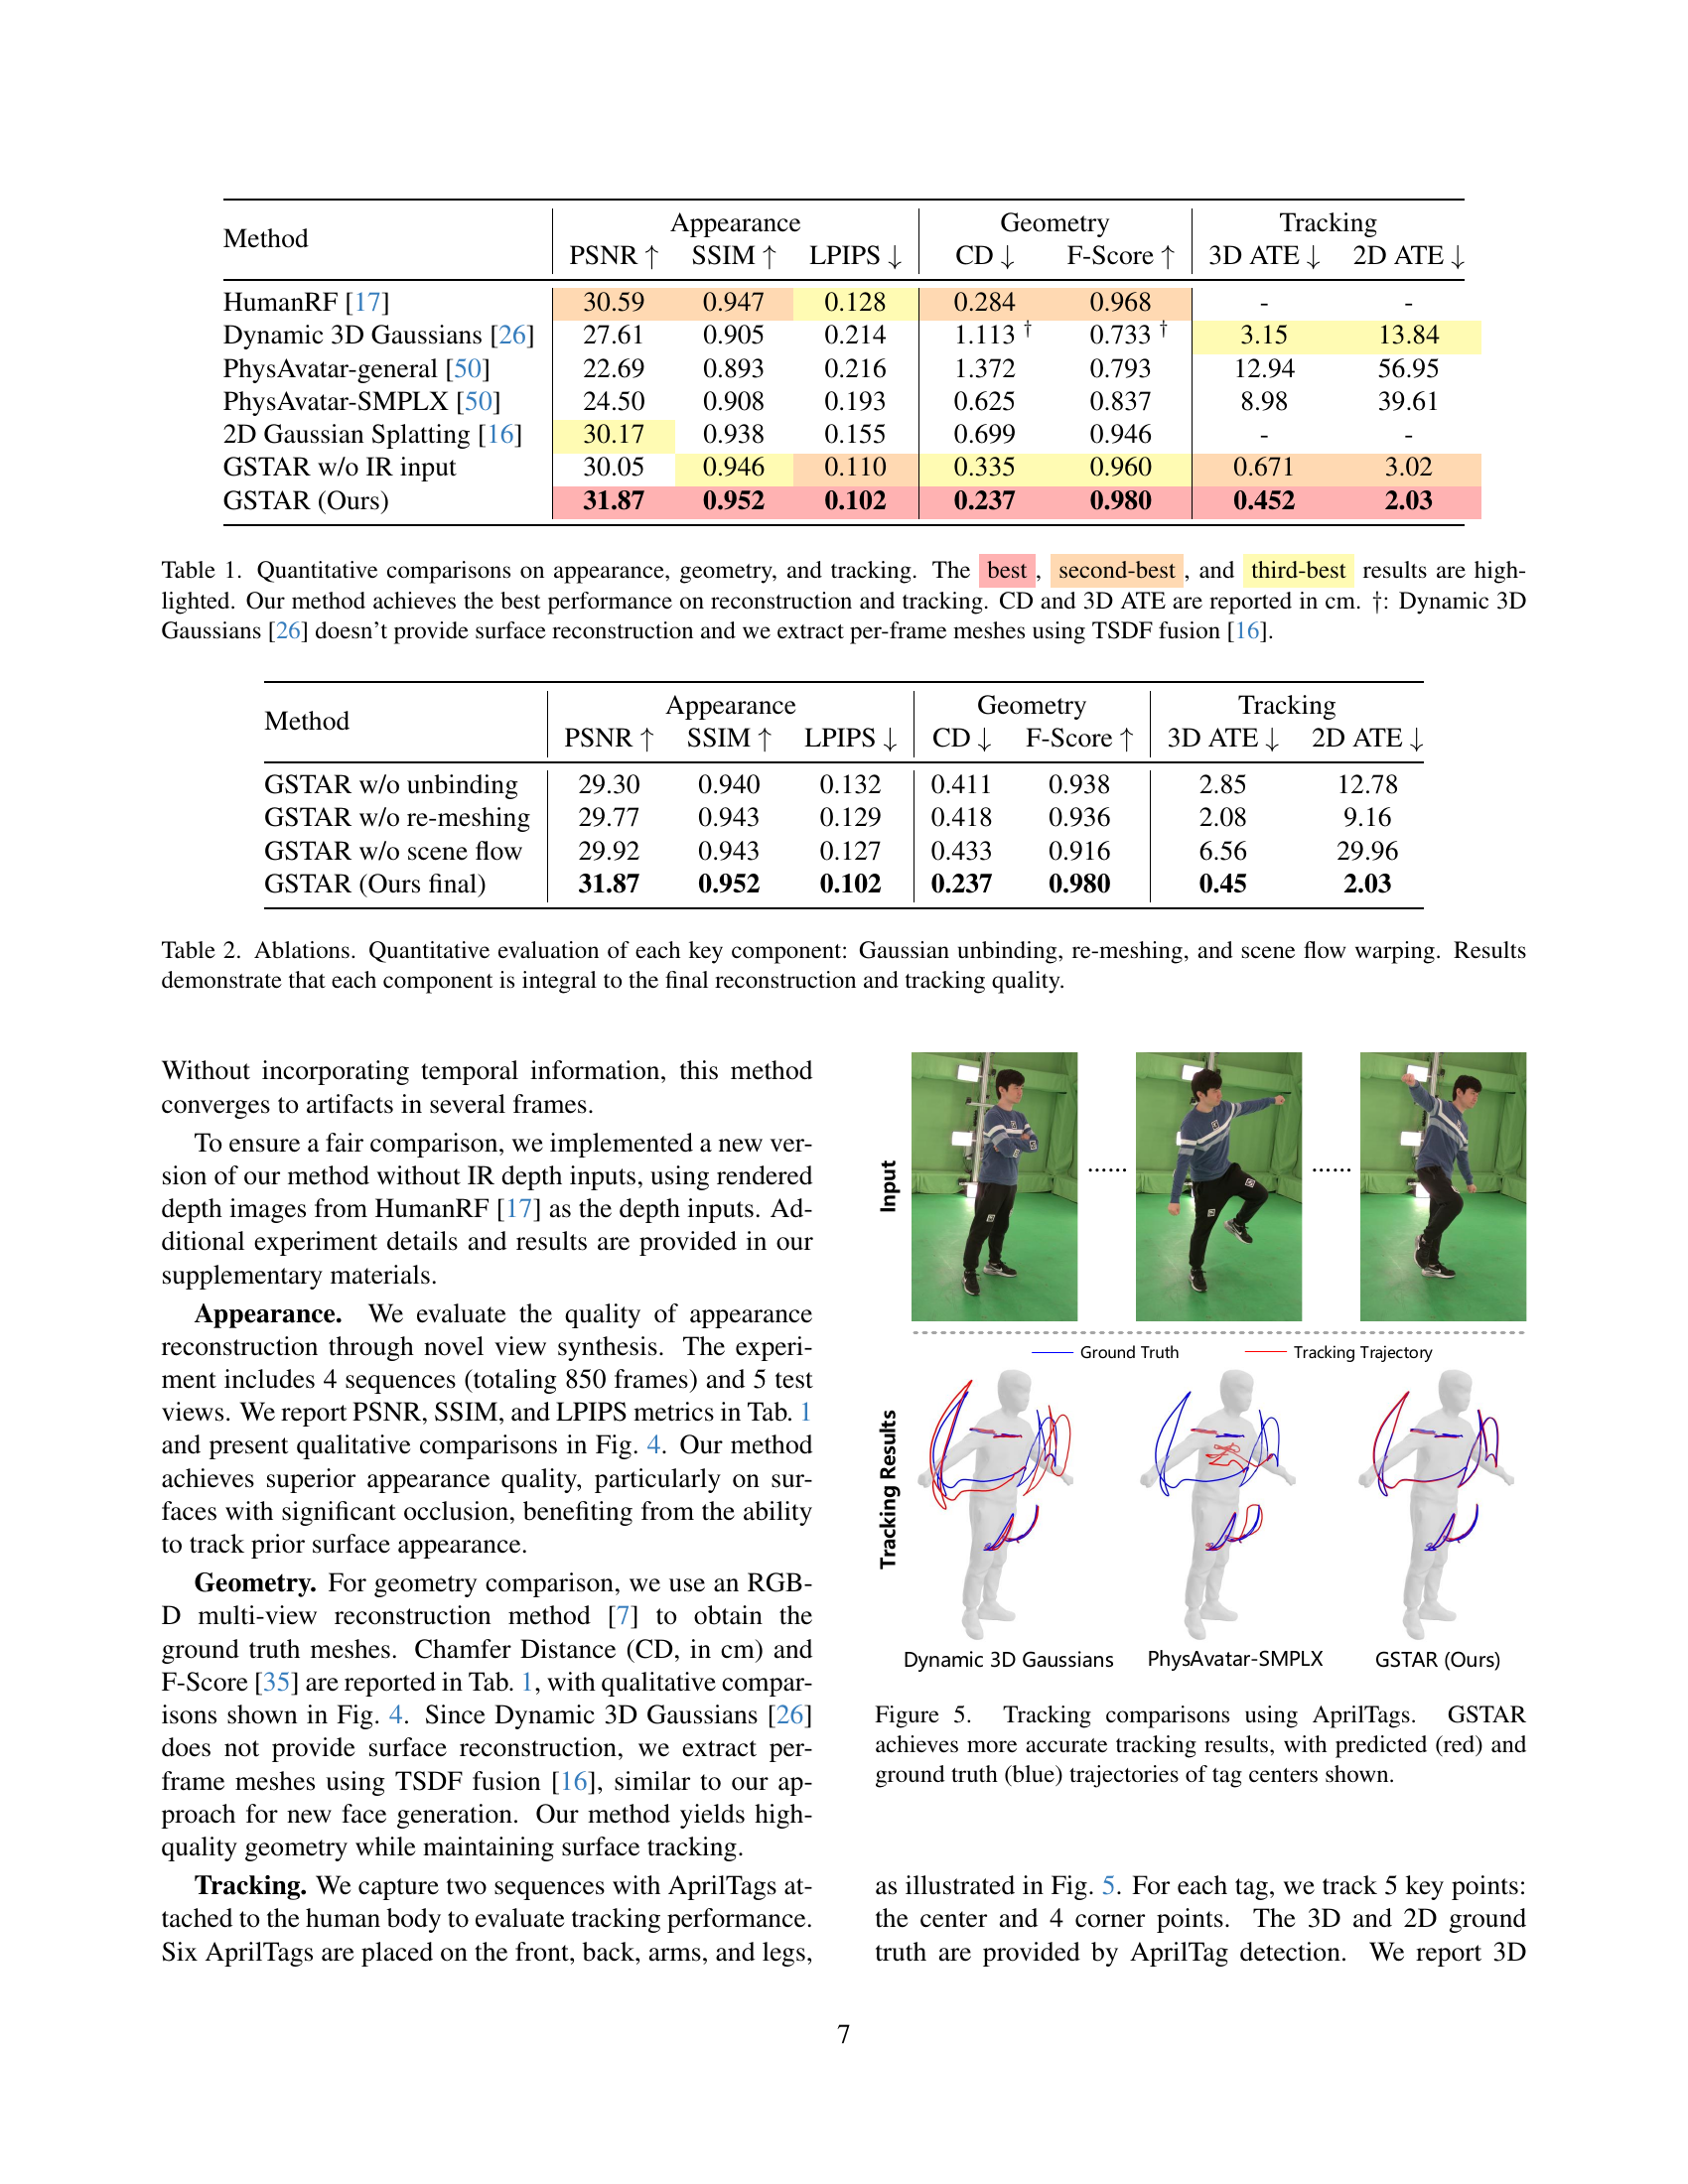 Method Appearance Geometry Tracking
PSNR ↑ SSIM ↑ LPIPS ↓ CD ↓ F-Score ↑ 3D ATE ↓ 2D ATE ↓
HumanRF [17] 30.59 0.947 0.128 0.284 0.968 - -
Dynamic 3D Gaussians [26] 27.61 0.905 0.214 1.113 † 0.733 † 3.15 13.84
PhysAvatar-general [50] 22.69 0.893 0.216 1.372 0.793 12.94 56.95
PhysAvatar-SMPLX [50] 24.50 0.908 0.193 0.625 0.837 8.98 39.61
2D Gaussian Splatting [16] 30.17 0.938 0.155 0.699 0.946 - -
GSTAR w/o IR input 30.05 0.946 0.110 0.335 0.960 0.671 3.02
GSTAR (Ours) 31.87 0.952 0.102 0.237 0.980 0.452 2.03
Table 1. Quantitative comparisons on appearance, geometry, and tracking. The best, second-best, and third-best results are high-
lighted. Our method achieves the best performance on reconstruction and tracking. CD and 3D ATE are reported in cm. †: Dynamic 3D
Gaussians [26] doesn't provide surface reconstruction and we extract per-frame meshes using TSDF fusion [16].
Method Appearance Geometry Tracking
PSNR ↑ SSIM ↑ LPIPS ↓ CD ↓ F-Score ↑ 3D ATE ↓ 2D ATE ↓
GSTAR w/o unbinding 29.30 0.940 0.132 0.411 0.938 2.85 12.78
GSTAR w/o re-meshing 29.77 0.943 0.129 0.418 0.936 2.08 9.16
GSTAR w/o scene flow 29.92 0.943 0.127 0.433 0.916 6.56 29.96
GSTAR (Ours final) 31.87 0.952 0.102 0.237 0.980 0.45 2.03
Table 2. Ablations. Quantitative evaluation of each key component: Gaussian unbinding, re-meshing, and scene flow warping. Results
demonstrate that each component is integral to the final reconstruction and tracking quality.
Without incorporating temporal information, this method
converges to artifacts in several frames.
To ensure a fair comparison, we implemented a new ver-
sion of our method without IR depth inputs, using rendered
depth images from HumanRF [17] as the depth inputs. Ad-
ditional experiment details and results are provided in our
supplementary materials.
Appearance. We evaluate the quality of appearance
reconstruction through novel view synthesis. The experi-
ment includes 4 sequences (totaling 850 frames) and 5 test
views. We report PSNR, SSIM, and LPIPS metrics in Tab. 1
and present qualitative comparisons in Fig. 4. Our method
achieves superior appearance quality, particularly on sur-
faces with significant occlusion, benefiting from the ability
to track prior surface appearance.
Geometry. For geometry comparison, we use an RGB-
D multi-view reconstruction method [7] to obtain the
ground truth meshes. Chamfer Distance (CD, in cm) and
F-Score [35] are reported in Tab. 1, with qualitative compar-
isons shown in Fig. 4. Since Dynamic 3D Gaussians [26]
does not provide surface reconstruction, we extract per-
frame meshes using TSDF fusion [16], similar to our ap-
proach for new face generation. Our method yields high-
quality geometry while maintaining surface tracking.
Tracking. We capture two sequences with AprilTags at-
tached to the human body to evaluate tracking performance.
Six AprilTags are placed on the front, back, arms, and legs,
Input
...... ......
Ground Truth Tracking Trajectory
Tracking Results
Dynamic 3D Gaussians PhysAvatar-SMPLX GSTAR (Ours)
Figure 5. Tracking comparisons using AprilTags. GSTAR
achieves more accurate tracking results, with predicted (red) and
ground truth (blue) trajectories of tag centers shown.
as illustrated in Fig. 5. For each tag, we track 5 key points:
the center and 4 corner points. The 3D and 2D ground
truth are provided by AprilTag detection. We report 3D
7